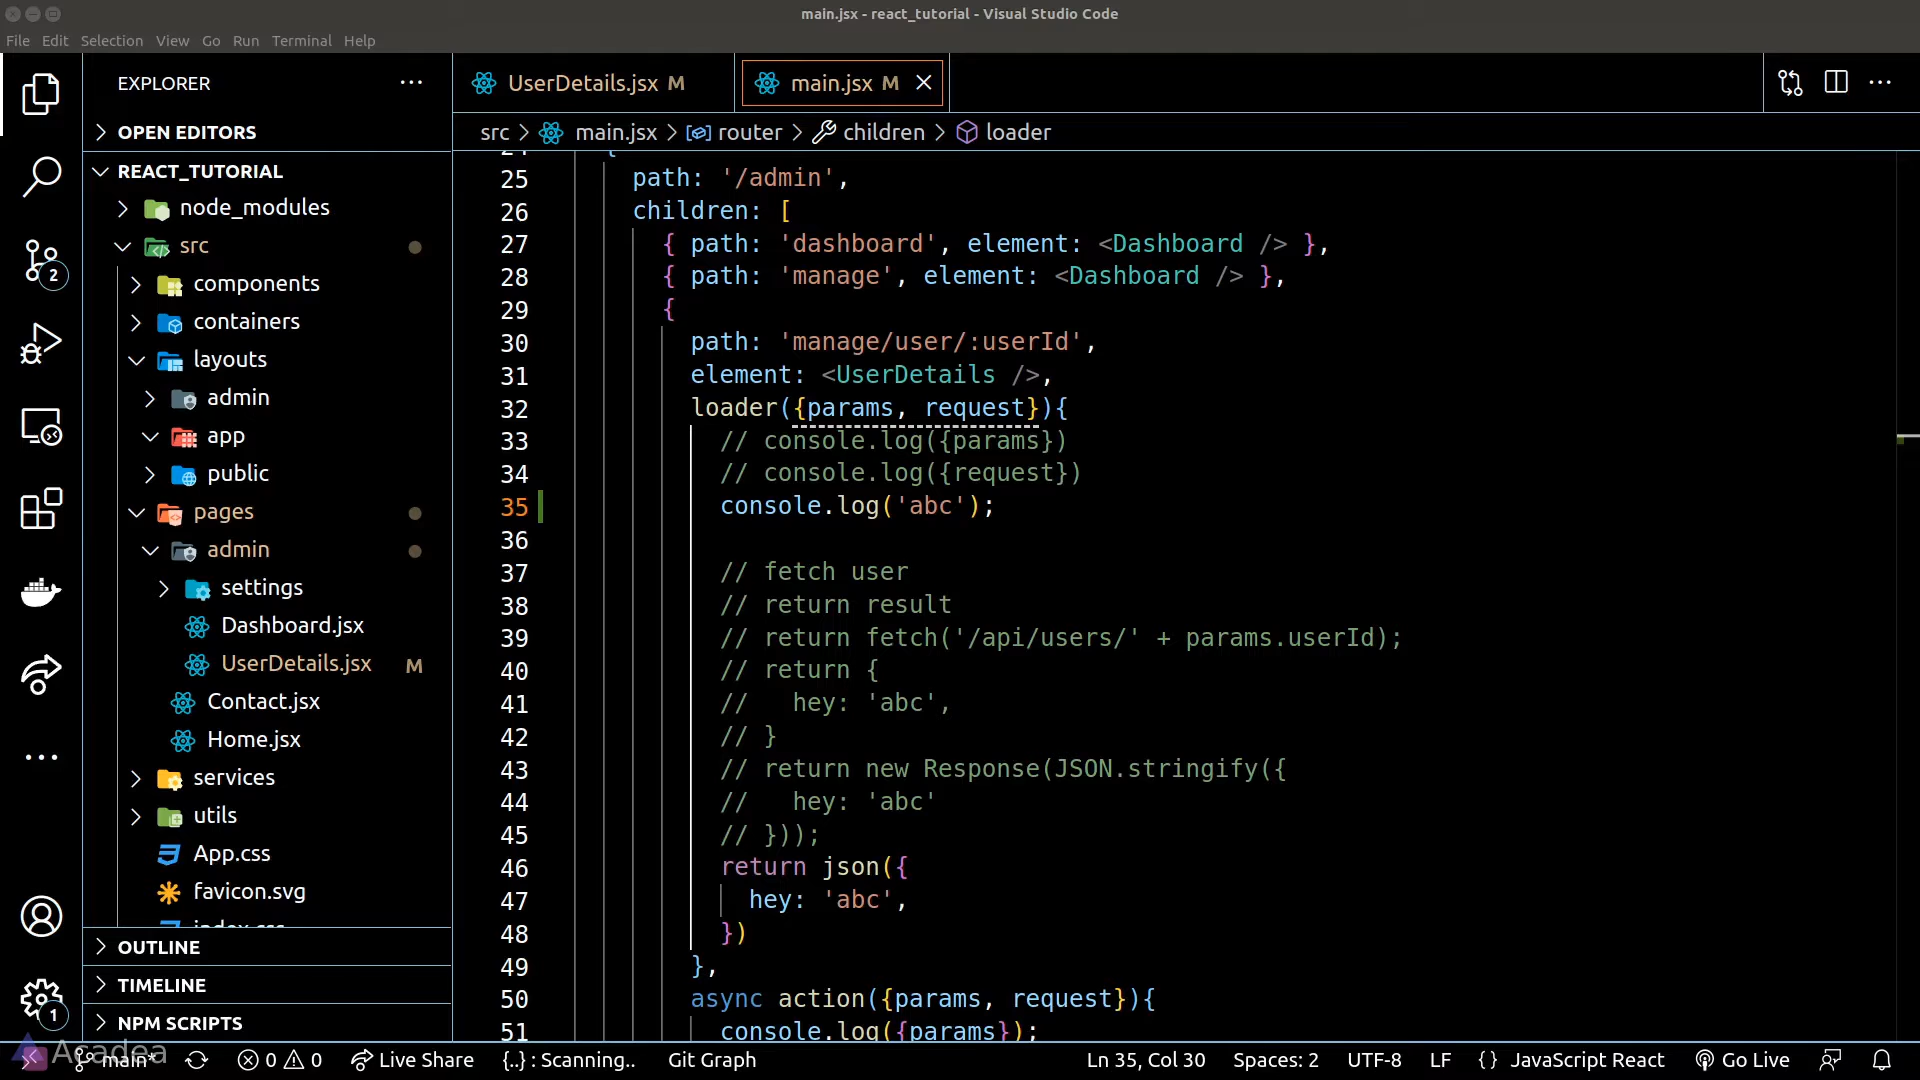 main.jsx - react_tutorial - Visual Studio Code
File Edit Selection View Go Run Terminal Help
EXPLORER
OPEN EDITORS
REACT_TUTORIAL
node_modules
src
components
containers
layouts
admin
app
public
pages
admin
settings
Dashboard.jsx
UserDetails.jsx M
Contact.jsx
Home.jsx
services
utils
App.css
favicon.svg
index.css
OUTLINE
TIMELINE
NPM SCRIPTS
2
1
UserDetails.jsx M
main.jsx M
src > main.jsx > router > children > loader
24 {
25 path: '/admin',
26 children: [
27 { path: 'dashboard', element: <Dashboard /> },
28 { path: 'manage', element: <Dashboard /> },
29 {
30 path: 'manage/user/:userId',
31 element: <UserDetails />,
32 loader({params, request}){
33 // console.log({params})
34 // console.log({request})
35 console.log('abc');
36
37 // fetch user
38 // return result
39 // return fetch('/api/users/' + params.userId);
40 // return {
41 //   hey: 'abc',
42 // }
43 // return new Response(JSON.stringify({
44 //   hey: 'abc'
45 // }));
46 return json({
47 hey: 'abc',
48 })
49 },
50 async action({params, request}){
51 console.log({params});
Acadea
main* 0 0 Live Share {..} : Scanning.. Git Graph Ln 35, Col 30 Spaces: 2 UTF-8 LF {} JavaScript React Go Live